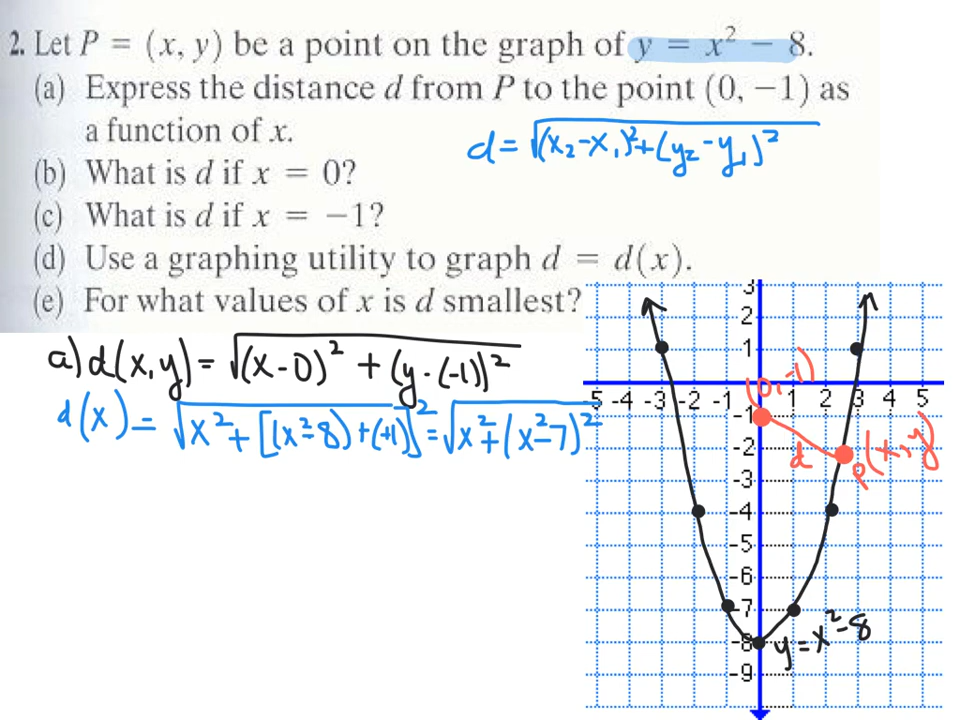 2. Let P = (x, y) be a point on the graph of y = x² − 8.
(a) Express the distance d from P to the point (0, −1) as
a function of x.
d = √(x₂-x₁)²+(y₂-y₁)²
(b) What is d if x = 0?
(c) What is d if x = −1?
(d) Use a graphing utility to graph d = d(x).
(e) For what values of x is d smallest?
a) d(x,y) = √(x-0)² + (y-(-1))²
d(x) = √x²+[(x²-8)+(+1)]² = √x²+(x²-7)²
3
2
1
-5 -4 -3 -2 -1 1 2 3 4 5
-1
-2
-3
-4
-5
-6
-7
-8
-9
(0,-1)
d
P(x,y)
y=x²-8